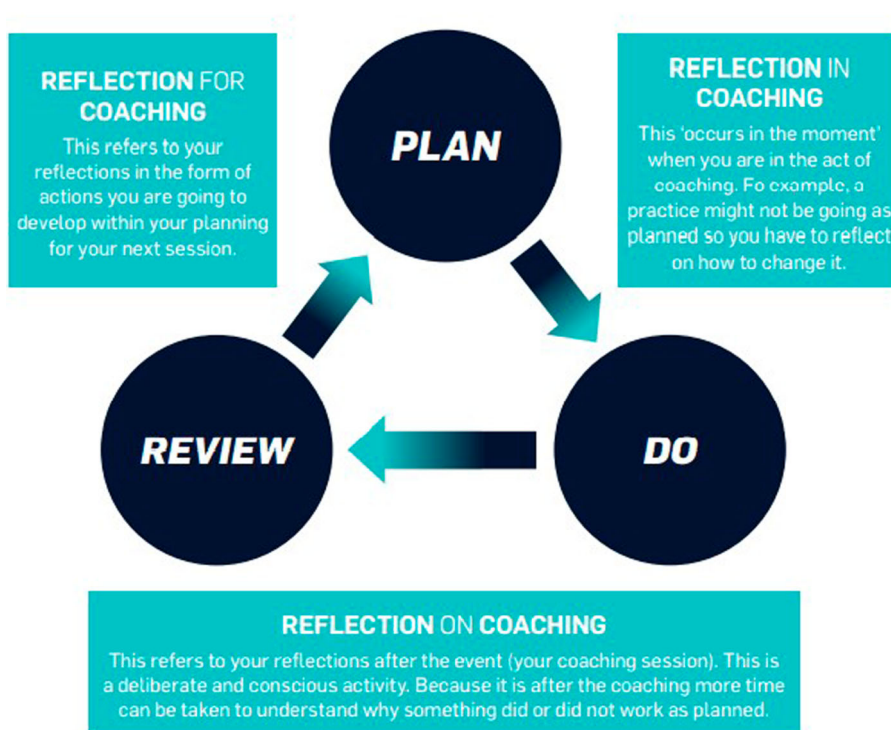 REFLECTION FOR
COACHING
This refers to your
reflections in the form of
actions you are going to
develop within your planning
for your next session.
PLAN
REFLECTION IN
COACHING
This 'occurs in the moment'
when you are in the act of
coaching. Fo example, a
practice might not be going as
planned so you have to reflect
on how to change it.
REVIEW
DO
REFLECTION ON COACHING
This refers to your reflections after the event (your coaching session). This is
a deliberate and conscious activity. Because it is after the coaching more time
can be taken to understand why something did or did not work as planned.